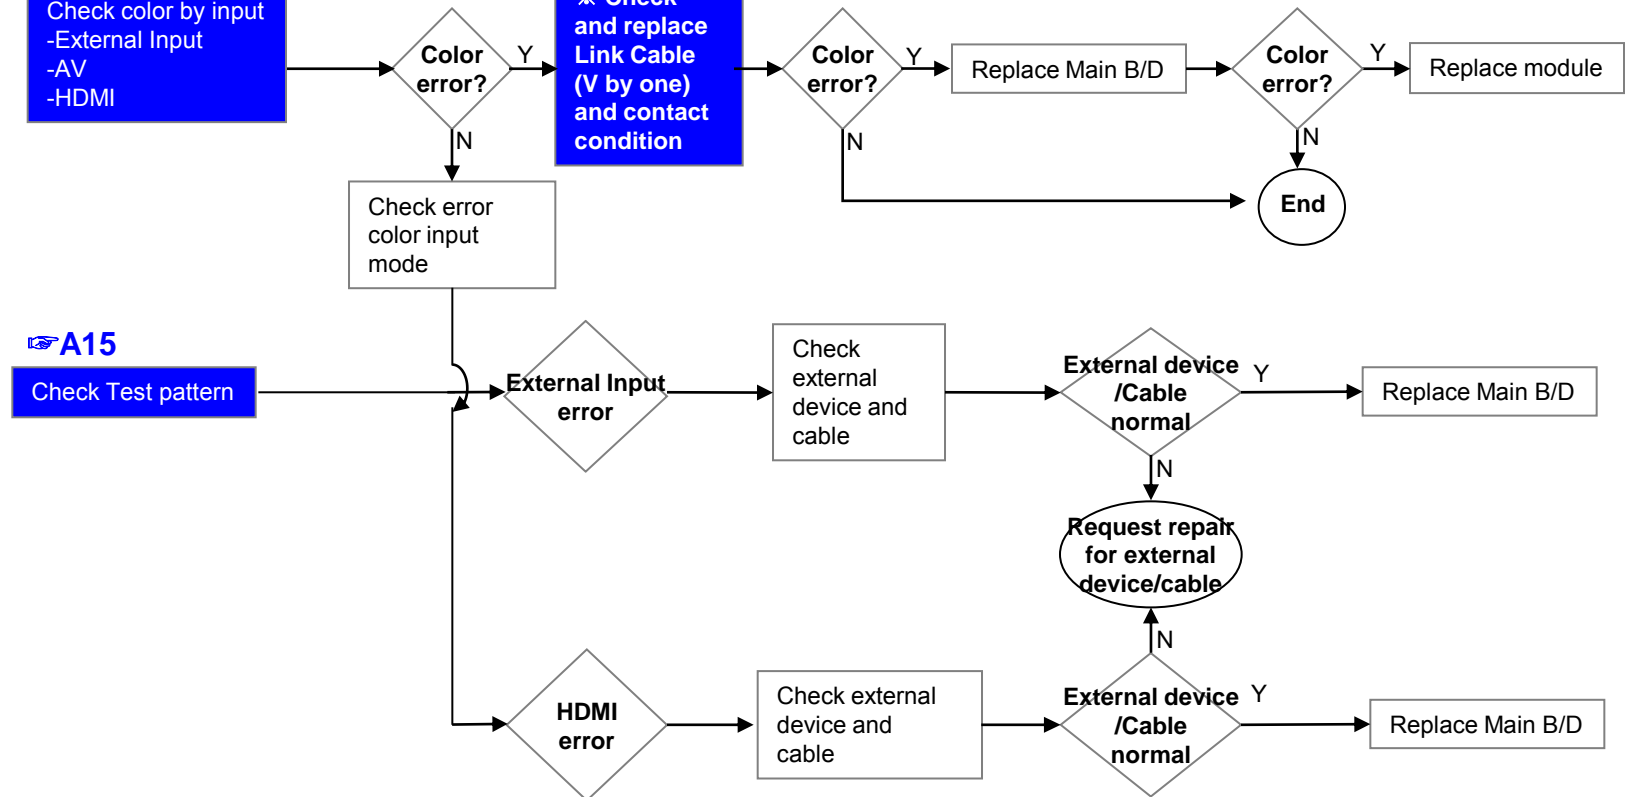 Check color by input
-External Input
-AV
-HDMI
Color
error?
Y
N
※ Check
and replace
Link Cable
(V by one)
and contact
condition
Color
error?
Y
N
Replace Main B/D
Color
error?
Y
N
Replace module
End
Check error
color input
mode
☞A15
Check Test pattern
External Input
error
Check
external
device and
cable
External device
/Cable
normal
Y
N
Replace Main B/D
Request repair
for external
device/cable
N
HDMI
error
Check external
device and
cable
External device
/Cable
normal
Y
Replace Main B/D